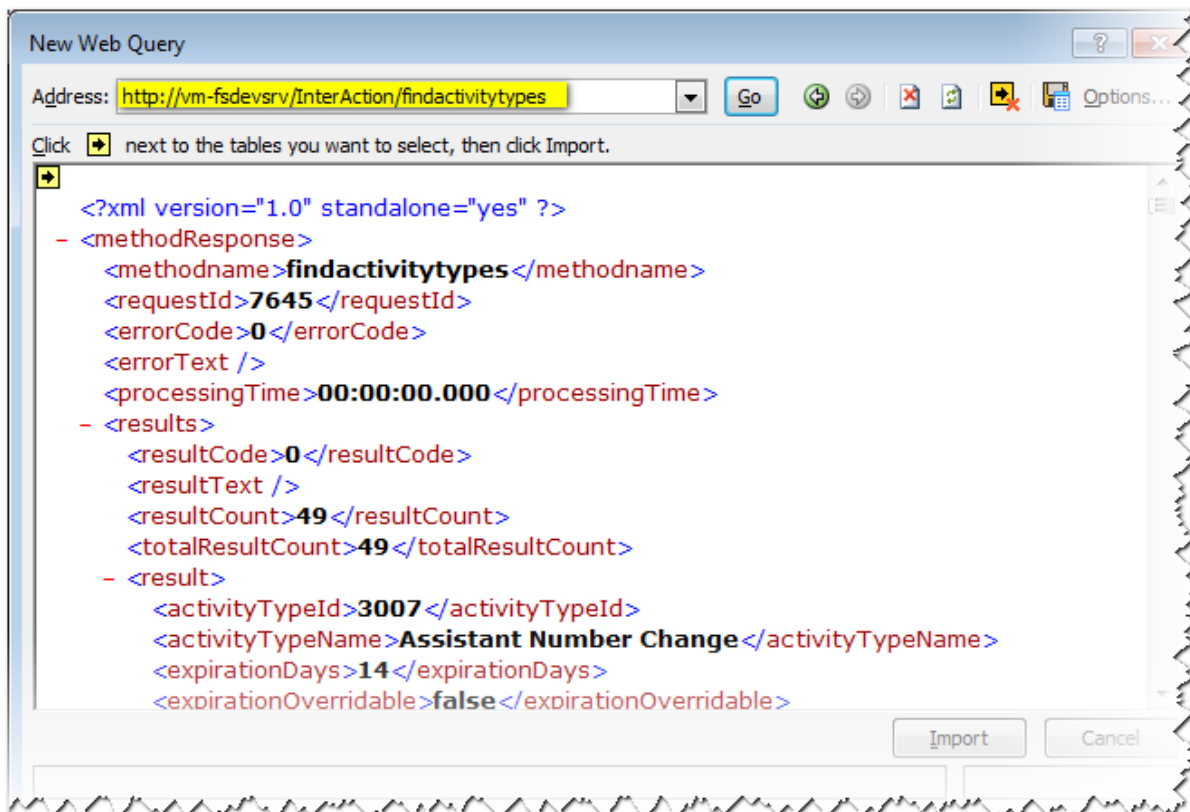 New Web Query
Address: http://vm-fsdevsrv/InterAction/findactivitytypes Go Options...
Click next to the tables you want to select, then click Import.
<?xml version="1.0" standalone="yes" ?>
- <methodResponse>
<methodname>findactivitytypes</methodname>
<requestId>7645</requestId>
<errorCode>0</errorCode>
<errorText />
<processingTime>00:00:00.000</processingTime>
- <results>
<resultCode>0</resultCode>
<resultText />
<resultCount>49</resultCount>
<totalResultCount>49</totalResultCount>
- <result>
<activityTypeId>3007</activityTypeId>
<activityTypeName>Assistant Number Change</activityTypeName>
<expirationDays>14</expirationDays>
<expirationOverridable>false</expirationOverridable>
Import Cancel